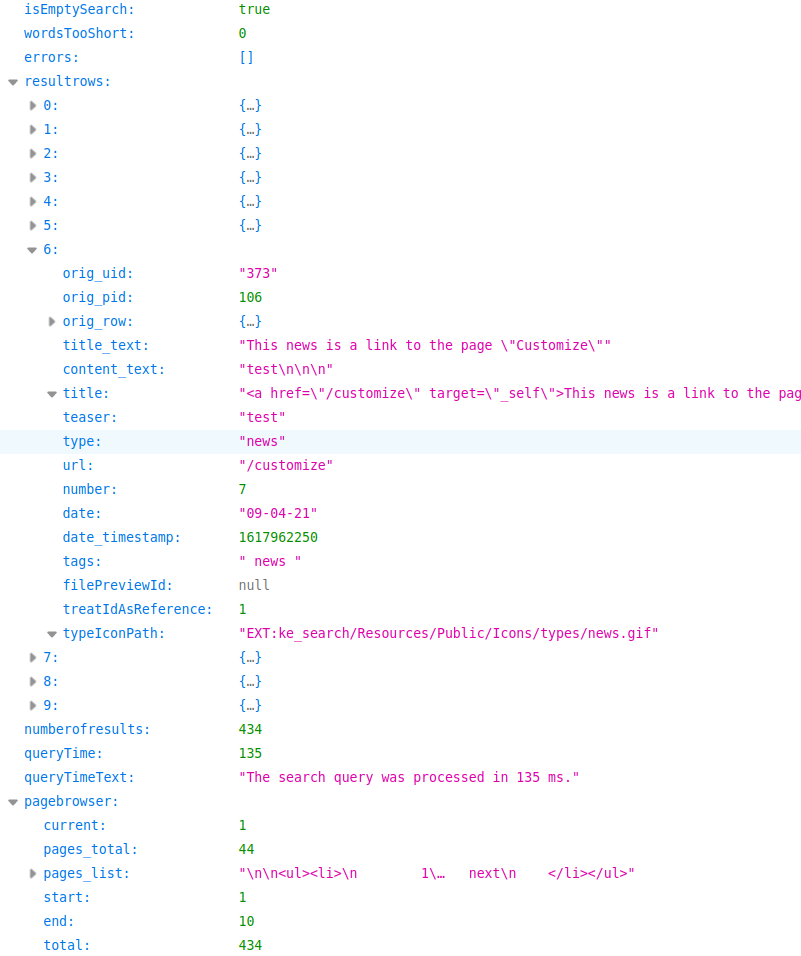 isEmptySearch: true
wordsTooShort: 0
errors: []
resultrows:
0: {…}
1: {…}
2: {…}
3: {…}
4: {…}
5: {…}
6:
orig_uid: "373"
orig_pid: 106
orig_row: {…}
title_text: "This news is a link to the page \"Customize\""
content_text: "test\n\n\n"
title: "<a href=\"/customize\" target=\"_self\">This news is a link to the pag
teaser: "test"
type: "news"
url: "/customize"
number: 7
date: "09-04-21"
date_timestamp: 1617962250
tags: " news "
filePreviewId: null
treatIdAsReference: 1
typeIconPath: "EXT:ke_search/Resources/Public/Icons/types/news.gif"
7: {…}
8: {…}
9: {…}
numberofresults: 434
queryTime: 135
queryTimeText: "The search query was processed in 135 ms."
pagebrowser:
current: 1
pages_total: 44
pages_list: "\n\n<ul><li>\n        1\…   next\n    </li></ul>"
start: 1
end: 10
total: 434